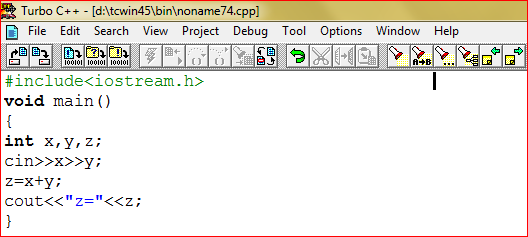 Turbo C++ - [d:\tcwin45\bin\noname74.cpp]
File Edit Search View Project Debug Tool Options Window Help
#include<iostream.h>
void main()
{
int x,y,z;
cin>>x>>y;
z=x+y;
cout<<"z="<<z;
}